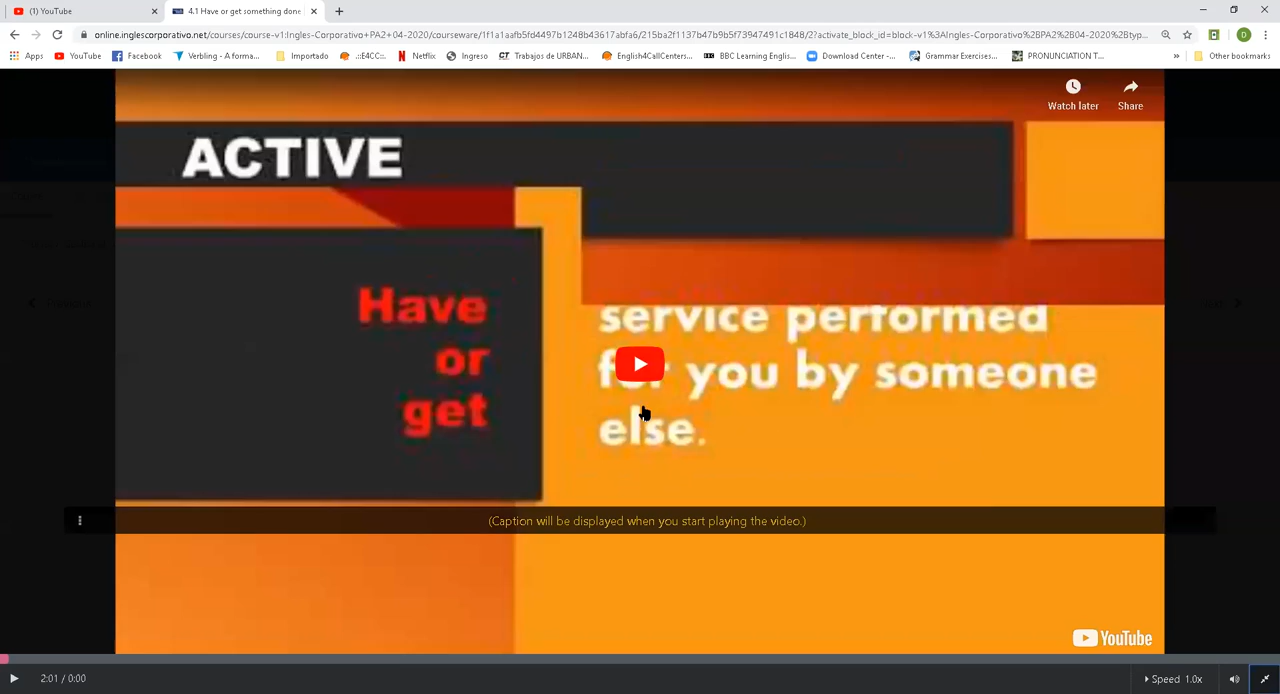 (1) YouTube
4.1 Have or get something done
online.inglescorporativo.net/courses/course-v1:Ingles-Corporativo+PA2+04-2020/courseware/1f1a1aafb5fd4497b1248b43617abfa6/215ba2f1137b47b9b5f73947491c1848/2?activate_block_id=block-v1%3AIngles-Corporativo%2BPA2%2B04-2020%2Btyp...
D
Apps YouTube Facebook Verbling - A forma... Importado .::E4CC::. Netflix Ingreso Trabajos de URBAN... English4CallCenters... BBC Learning Englis... Download Center -... Grammar Exercises... PRONUNCIATION T... » Other bookmarks
Watch later Share
ACTIVE
Have
or
get
service performed
you by someone
else.
(Caption will be displayed when you start playing the video.)
YouTube
2:01 / 0:00
Speed 1.0x